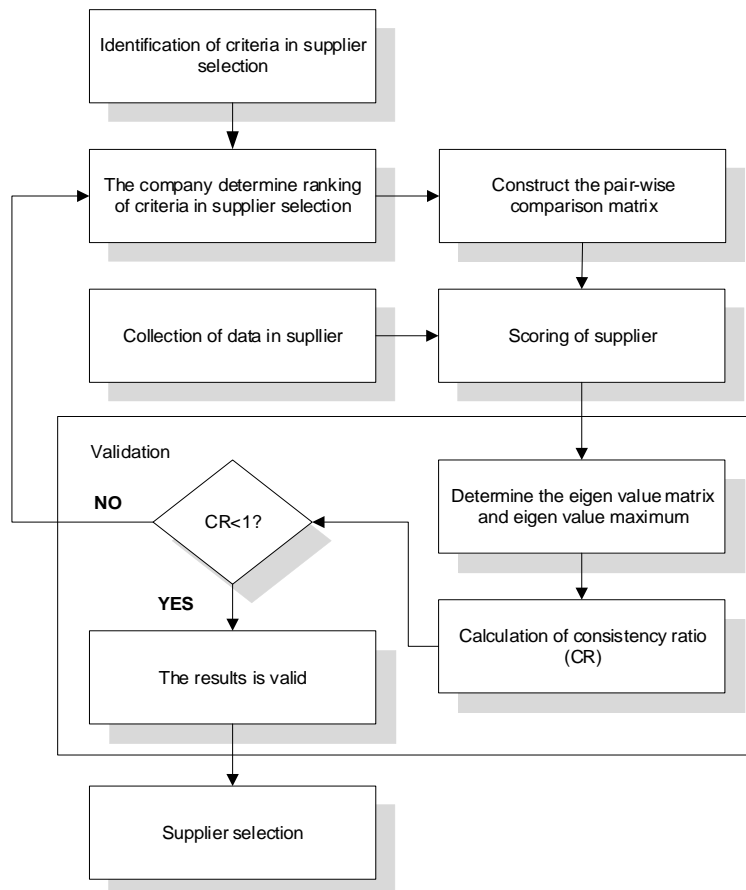 Identification of criteria in supplier
selection
The company determine ranking
of criteria in supplier selection
Construct the pair-wise
comparison matrix
Collection of data in supllier
Scoring of supplier
Validation
NO
CR<1?
Determine the eigen value matrix
and eigen value maximum
YES
Calculation of consistency ratio
(CR)
The results is valid
Supplier selection